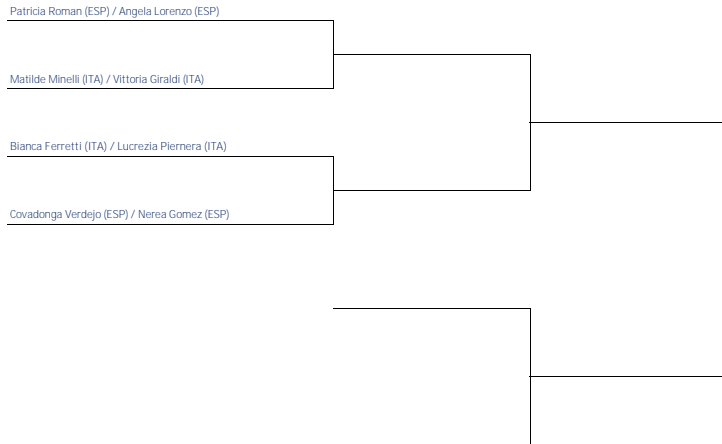 Patricia Roman (ESP) / Angela Lorenzo (ESP)
Matilde Minelli (ITA) / Vittoria Giraldi (ITA)
Bianca Ferretti (ITA) / Lucrezia Piernera (ITA)
Covadonga Verdejo (ESP) / Nerea Gomez (ESP)